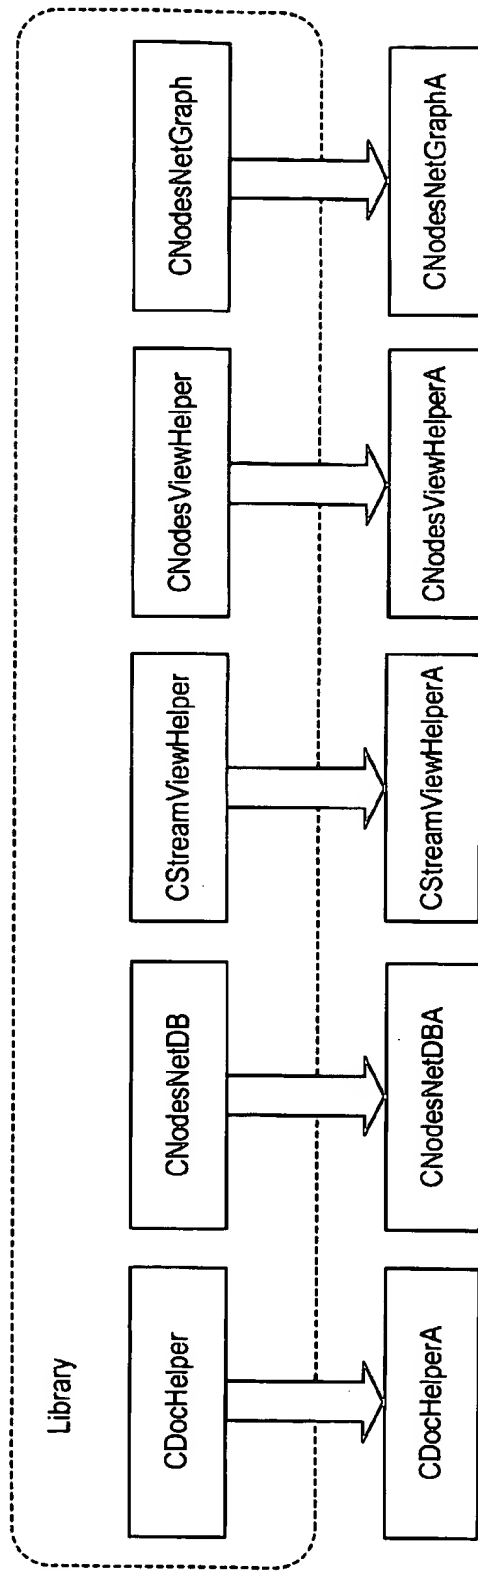 Library
CDocHelper
CNodesNetDB
CStreamViewHelper
CNodesViewHelper
CNodesNetGraph
CDocHelperA
CNodesNetDBA
CStreamViewHelperA
CNodesViewHelperA
CNodesNetGraphA